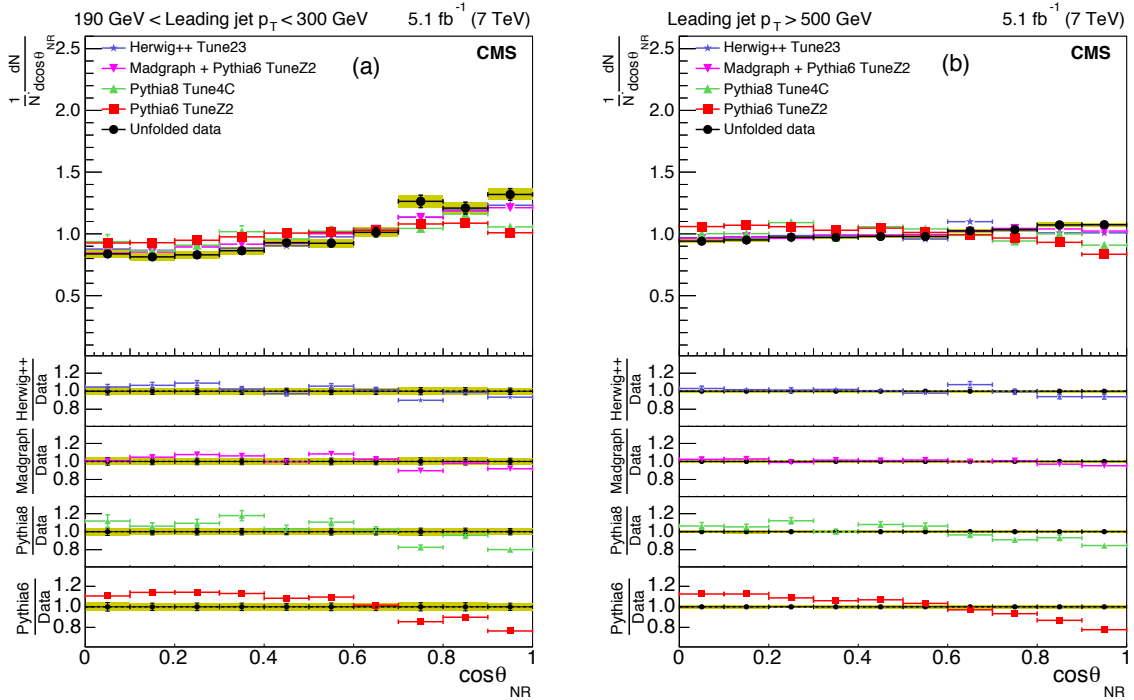 190 GeV < Leading jet p_T < 300 GeV 5.1 fb⁻¹ (7 TeV)
1/N · dN/dcosθ_NR
2.5
2.0
1.5
1.0
0.5
Herwig++ Tune23
Madgraph + Pythia6 TuneZ2
Pythia8 Tune4C
Pythia6 TuneZ2
Unfolded data
(a)
CMS
Herwig++/Data
1.2
1.0
0.8
Madgraph/Data
1.2
1.0
0.8
Pythia8/Data
1.2
1.0
0.8
Pythia6/Data
1.2
1.0
0.8
0 0.2 0.4 0.6 0.8 1
cosθ_NR
Leading jet p_T > 500 GeV 5.1 fb⁻¹ (7 TeV)
1/N · dN/dcosθ_NR
2.5
2.0
1.5
1.0
0.5
Herwig++ Tune23
Madgraph + Pythia6 TuneZ2
Pythia8 Tune4C
Pythia6 TuneZ2
Unfolded data
(b)
CMS
Herwig++/Data
1.2
1.0
0.8
Madgraph/Data
1.2
1.0
0.8
Pythia8/Data
1.2
1.0
0.8
Pythia6/Data
1.2
1.0
0.8
0 0.2 0.4 0.6 0.8 1
cosθ_NR